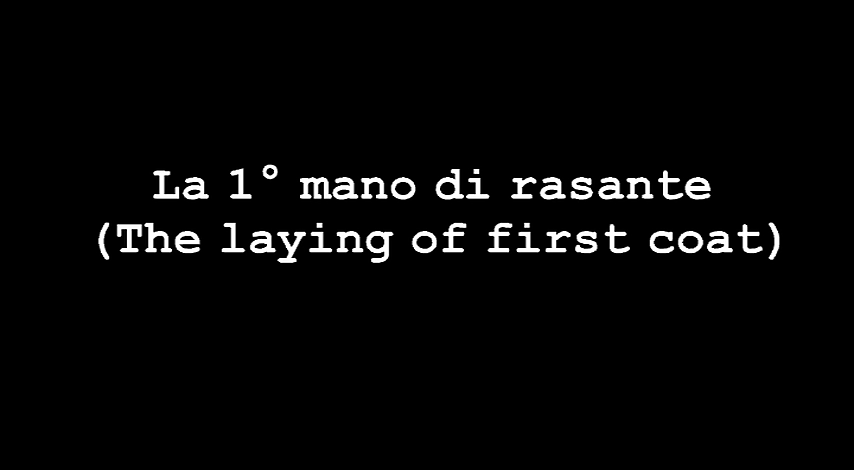 La 1° mano di rasante
(The laying of first coat)